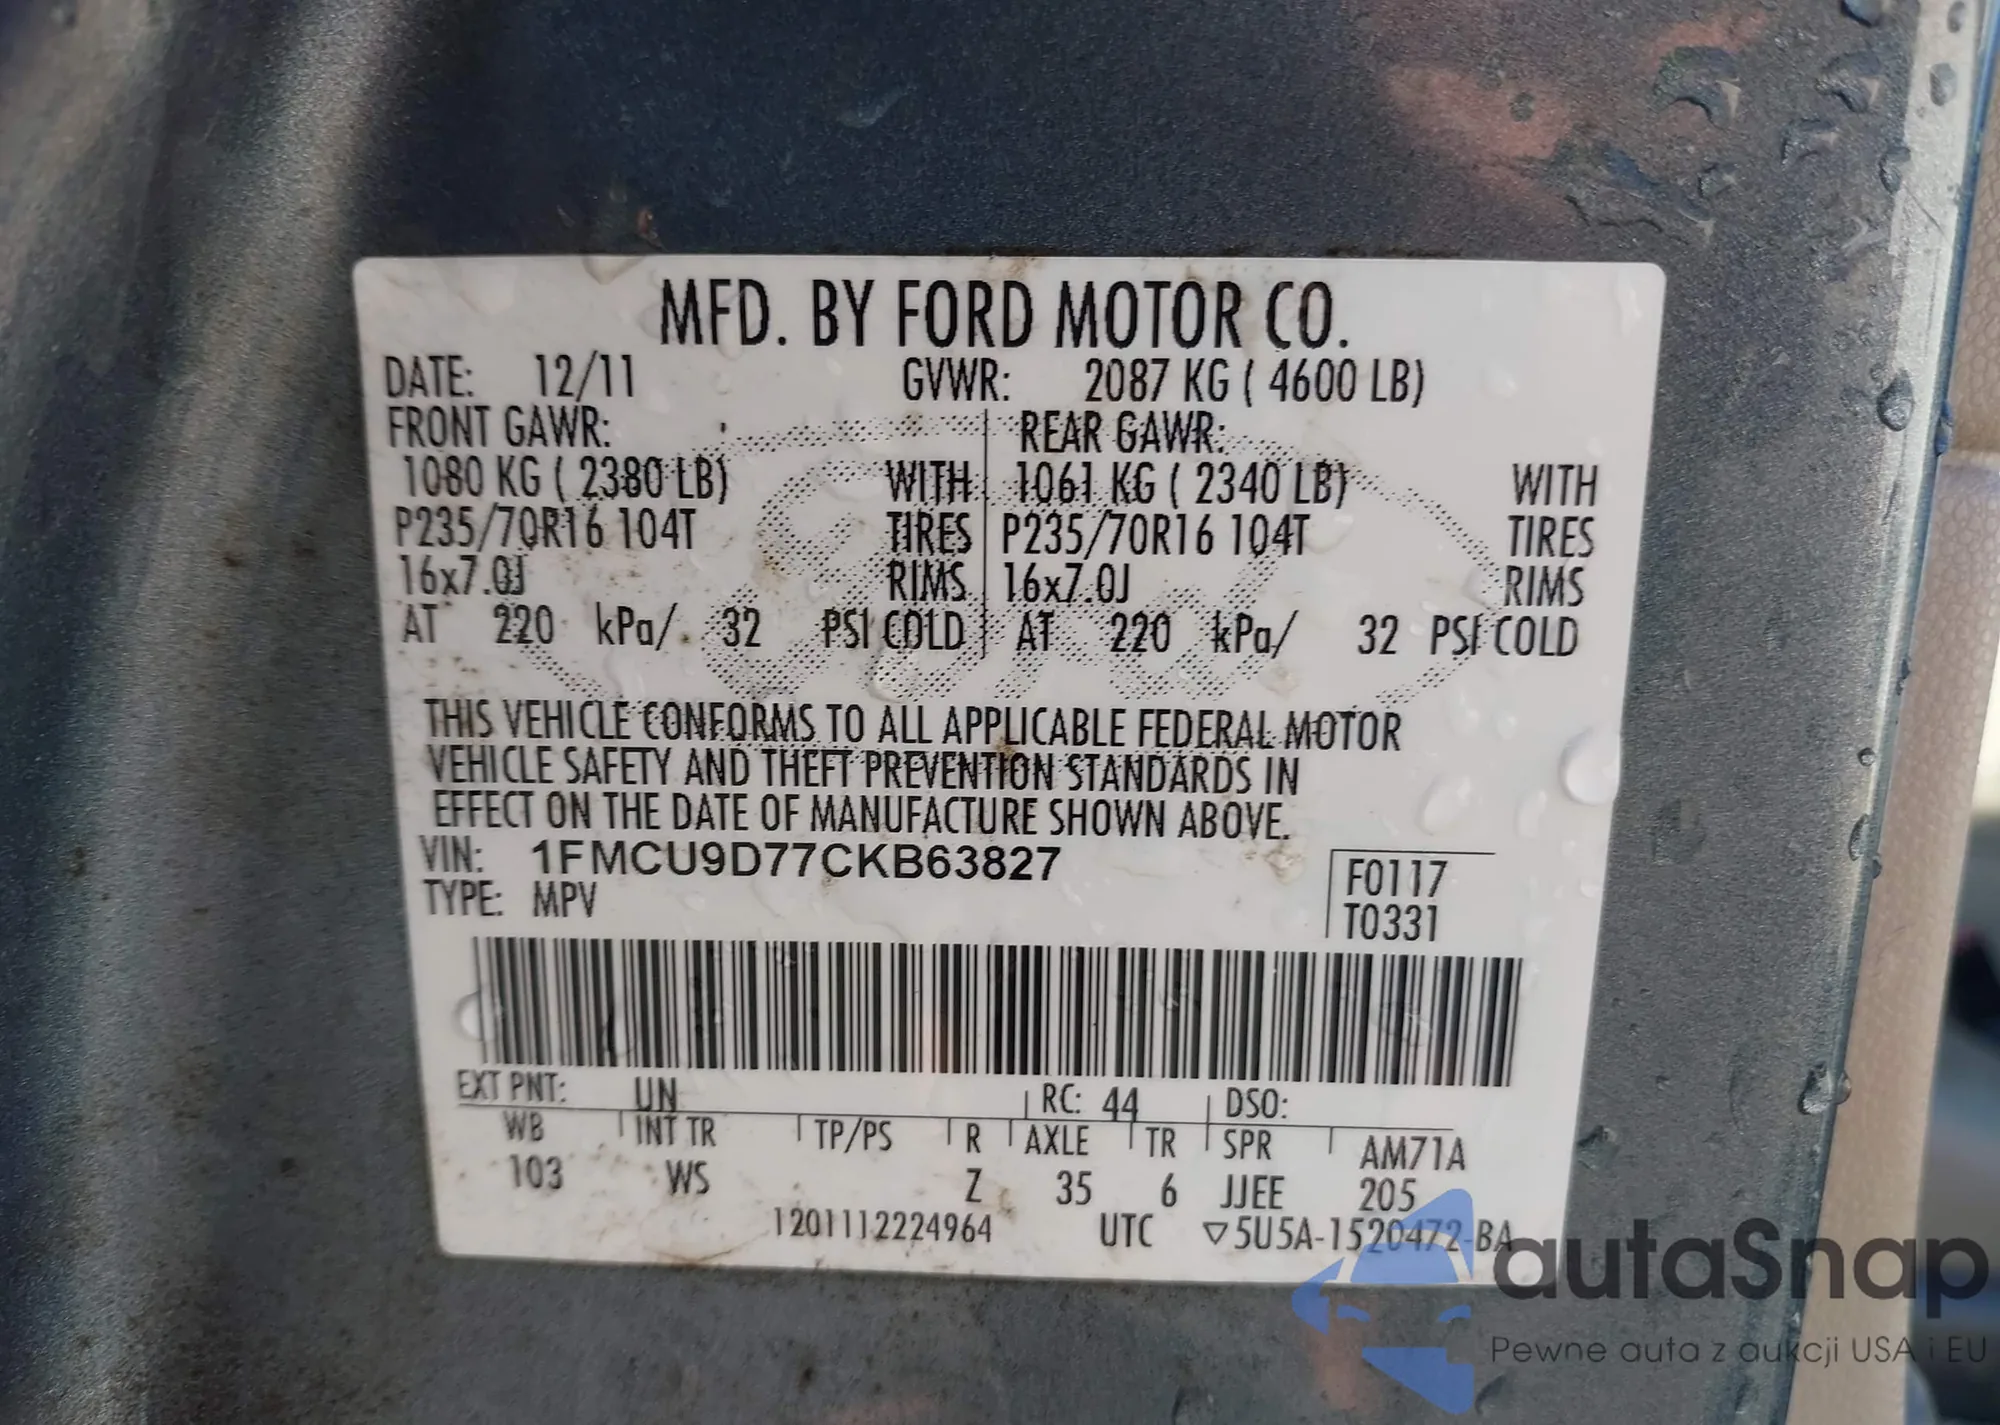 MFD. BY FORD MOTOR CO.
DATE: 12/11 GVWR: 2087 KG ( 4600 LB)
FRONT GAWR: REAR GAWR:
1080 KG ( 2380 LB) WITH 1061 KG ( 2340 LB) WITH
P235/70R16 104T TIRES P235/70R16 104T TIRES
16x7.0J RIMS 16x7.0J RIMS
AT 220 kPa/ 32 PSI COLD AT 220 kPa/ 32 PSI COLD
THIS VEHICLE CONFORMS TO ALL APPLICABLE FEDERAL MOTOR
VEHICLE SAFETY AND THEFT PREVENTION STANDARDS IN
EFFECT ON THE DATE OF MANUFACTURE SHOWN ABOVE.
VIN: 1FMCU9D77CKB63827 F0117
TYPE: MPV T0331
EXT PNT: UN RC: 44 DSO:
WB INT TR TP/PS R AXLE TR SPR AM71A
103 WS Z 35 6 JJEE 205
1201112224964 UTC ▽5U5A-1520472-BA
autaSnap
Pewne auta z aukcji USA i EU